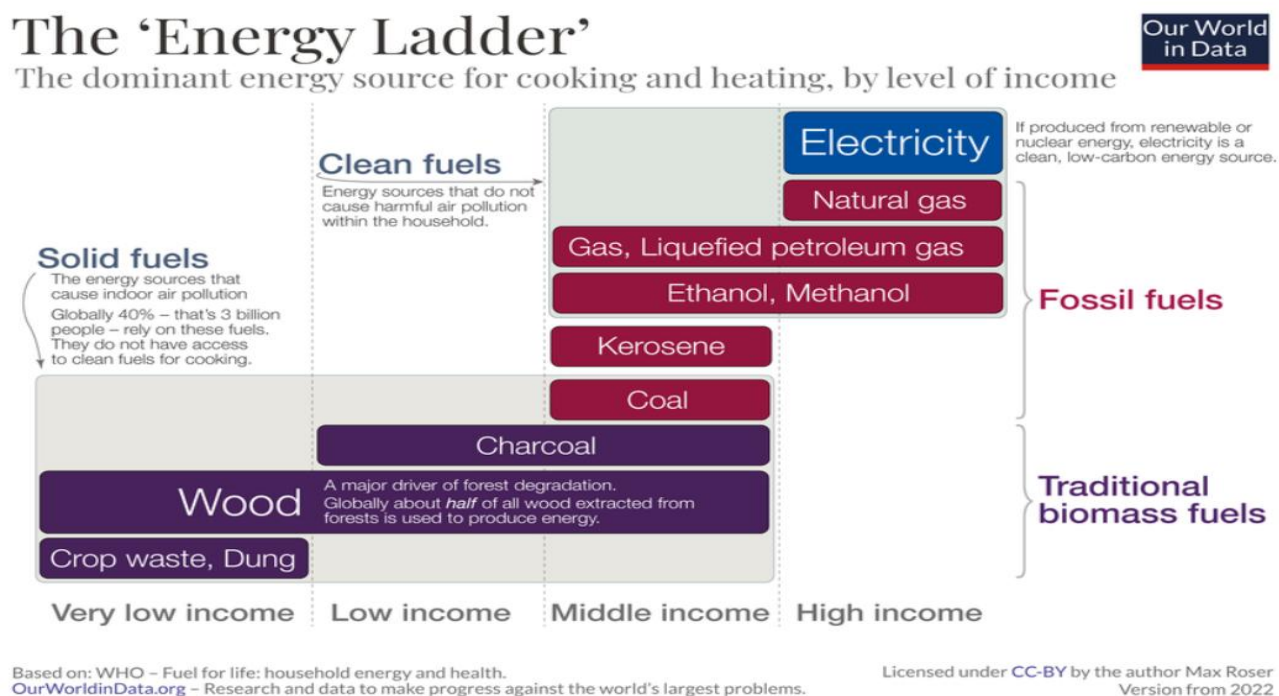 The ‘Energy Ladder’
Our World
in Data
The dominant energy source for cooking and heating, by level of income
Electricity
If produced from renewable or
nuclear energy, electricity is a
clean, low-carbon energy source.
Clean fuels
Energy sources that do not
cause harmful air pollution
within the household.
Natural gas
Gas, Liquefied petroleum gas
Solid fuels
The energy sources that
cause indoor air pollution
Globally 40% – that’s 3 billion
people – rely on these fuels.
They do not have access
to clean fuels for cooking.
Ethanol, Methanol
Fossil fuels
Kerosene
Coal
Charcoal
Wood
A major driver of forest degradation.
Globally about half of all wood extracted from
forests is used to produce energy.
Traditional
biomass fuels
Crop waste, Dung
Very low income
Low income
Middle income
High income
Based on: WHO – Fuel for life: household energy and health.
OurWorldinData.org – Research and data to make progress against the world’s largest problems.
Licensed under CC-BY by the author Max Roser
Version from 2022